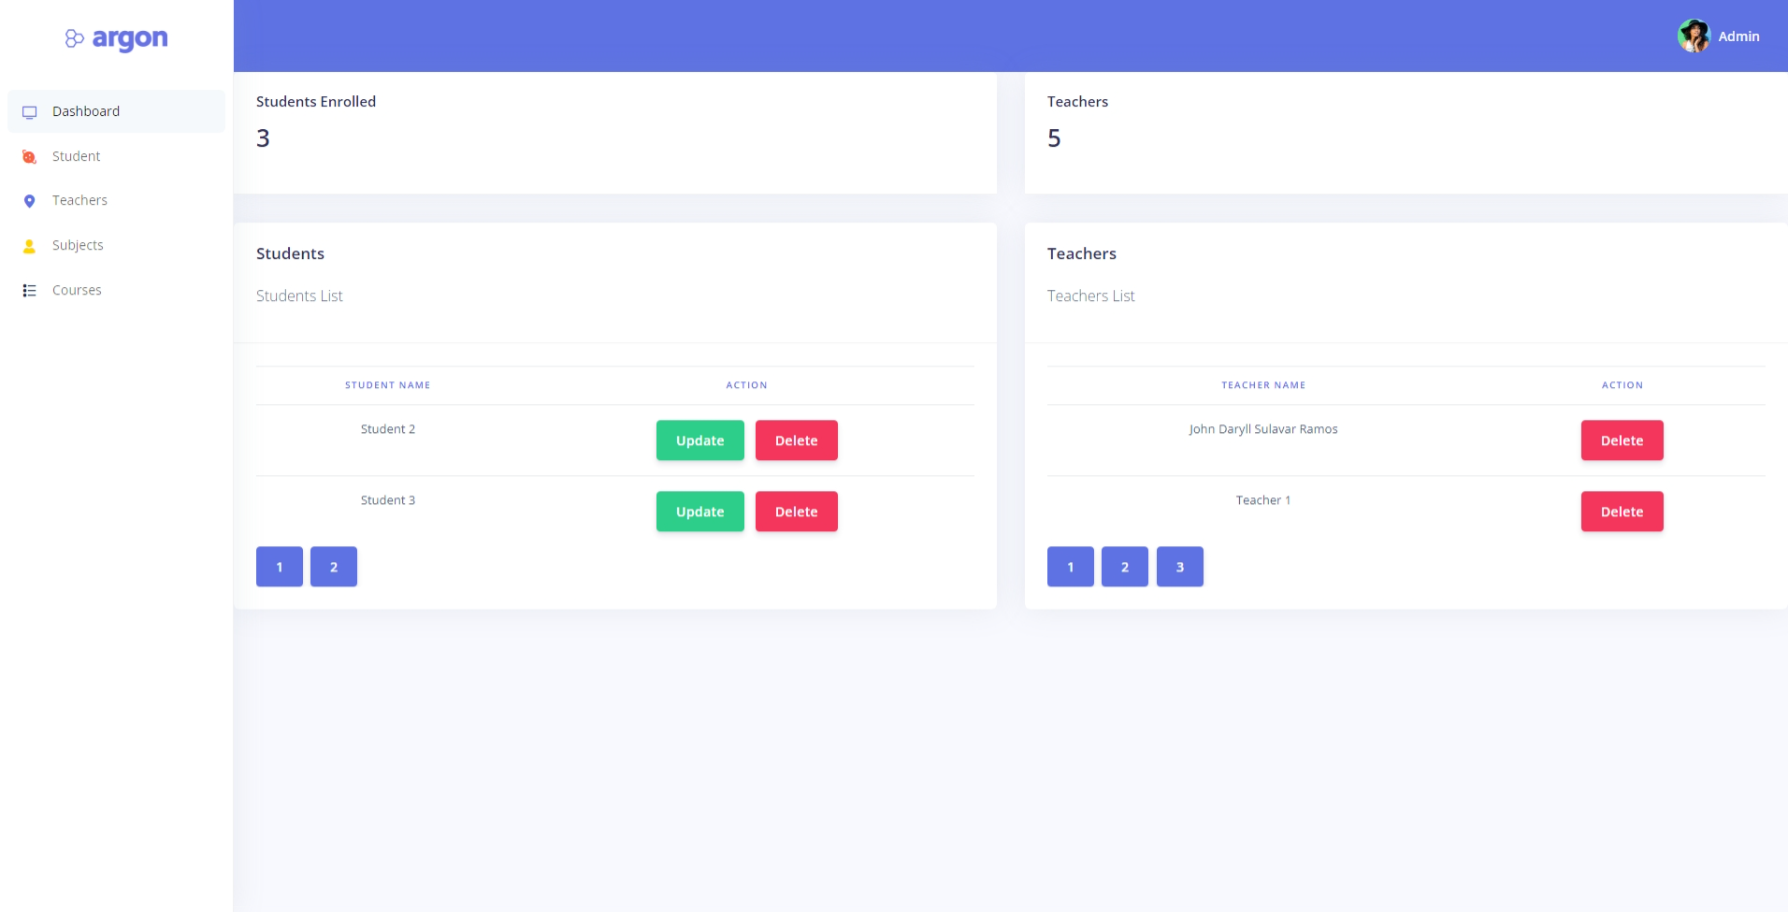 argon
Admin
Dashboard
Student
Teachers
Subjects
Courses
Students Enrolled
3
Teachers
5
Students
Students List
STUDENT NAME ACTION
Student 2 Update Delete
Student 3 Update Delete
1 2
Teachers
Teachers List
TEACHER NAME ACTION
John Daryll Sulavar Ramos Delete
Teacher 1 Delete
1 2 3